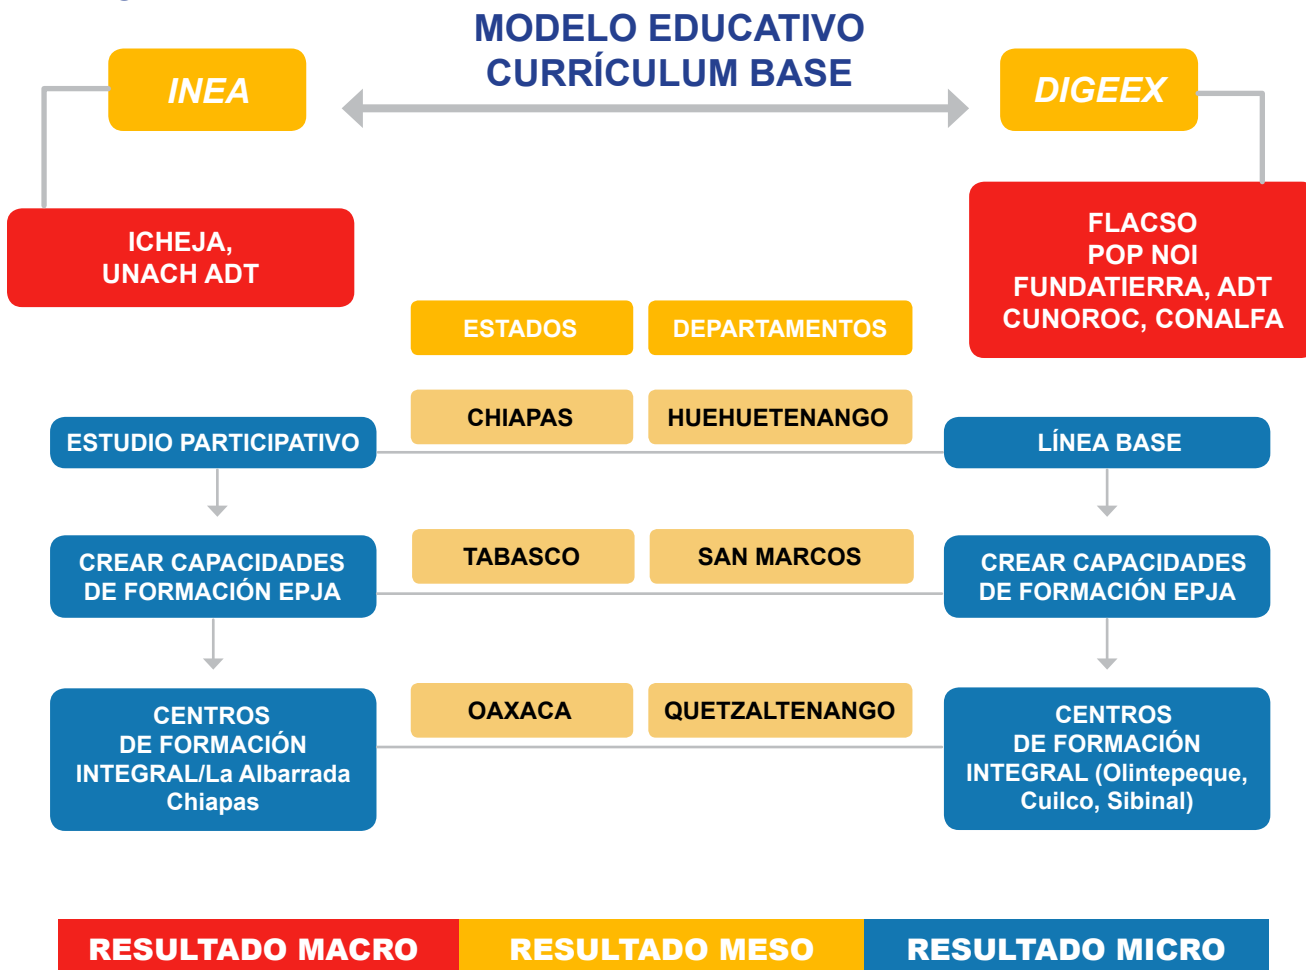 MODELO EDUCATIVO
CURRÍCULUM BASE
INEA
DIGEEX
ICHEJA,
UNACH ADT
FLACSO
POP NOI
FUNDATIERRA, ADT
CUNOROC, CONALFA
ESTADOS
DEPARTAMENTOS
CHIAPAS
HUEHUETENANGO
ESTUDIO PARTICIPATIVO
LÍNEA BASE
TABASCO
SAN MARCOS
CREAR CAPACIDADES
DE FORMACIÓN EPJA
CREAR CAPACIDADES
DE FORMACIÓN EPJA
OAXACA
QUETZALTENANGO
CENTROS
DE FORMACIÓN
INTEGRAL/La Albarrada
Chiapas
CENTROS
DE FORMACIÓN
INTEGRAL (Olintepeque,
Cuilco, Sibinal)
RESULTADO MACRO
RESULTADO MESO
RESULTADO MICRO